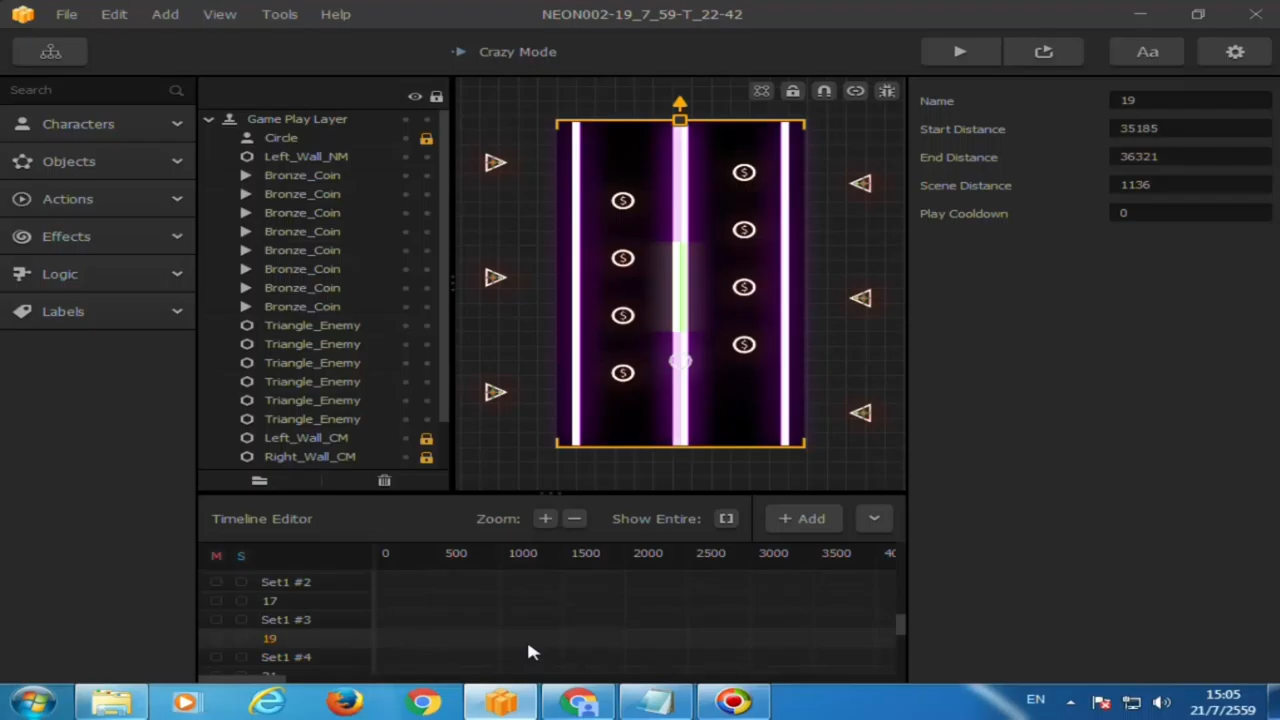 File Edit Add View Tools Help NEON002-19_7_59-T_22-42
Crazy Mode Aa
Search
Characters
Objects
Actions
Effects
Logic
Labels
Game Play Layer
Circle
Left_Wall_NM
Bronze_Coin
Bronze_Coin
Bronze_Coin
Bronze_Coin
Bronze_Coin
Bronze_Coin
Bronze_Coin
Bronze_Coin
Triangle_Enemy
Triangle_Enemy
Triangle_Enemy
Triangle_Enemy
Triangle_Enemy
Triangle_Enemy
Left_Wall_CM
Right_Wall_CM
Name 19
Start Distance 35185
End Distance 36321
Scene Distance 1136
Play Cooldown 0
Timeline Editor Zoom: Show Entire: + Add
M S 0 500 1000 1500 2000 2500 3000 3500
Set1 #2
17
Set1 #3
19
Set1 #4
EN 15:05
21/7/2559